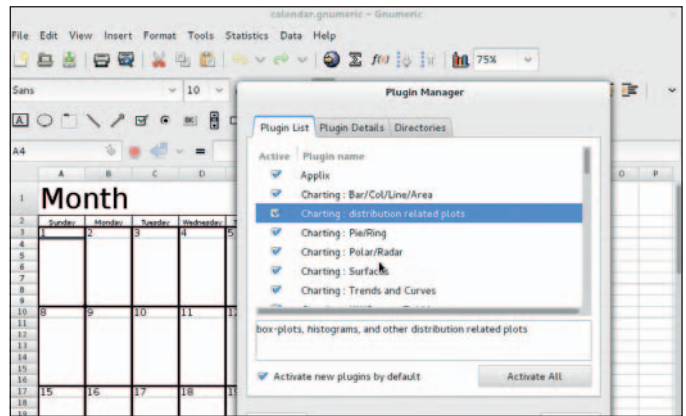 calendar.gnumeric - Gnumeric
File Edit View Insert Format Tools Statistics Data Help
f(x) 75%
Sans 10
Plugin Manager
A OK
Plugin List Plugin Details Directories
A4 =
Active Plugin name
Applix
A B C D O P
Charting : Bar/Col/Line/Area
1 Month
Charting : distribution related plots
2 Sunday Monday Tuesday Wednesday
3 1 2 3 4 5
Charting : Pie/Ring
4
Charting : Polar/Radar
5
6
Charting : Surfaces
7
8
Charting : Trends and Curves
9
10 8 9 10 11 12
11
box-plots, histograms, and other distribution related plots
12
13
14
Activate new plugins by default Activate All
15
16
17 15 16 17 18 19
18
19